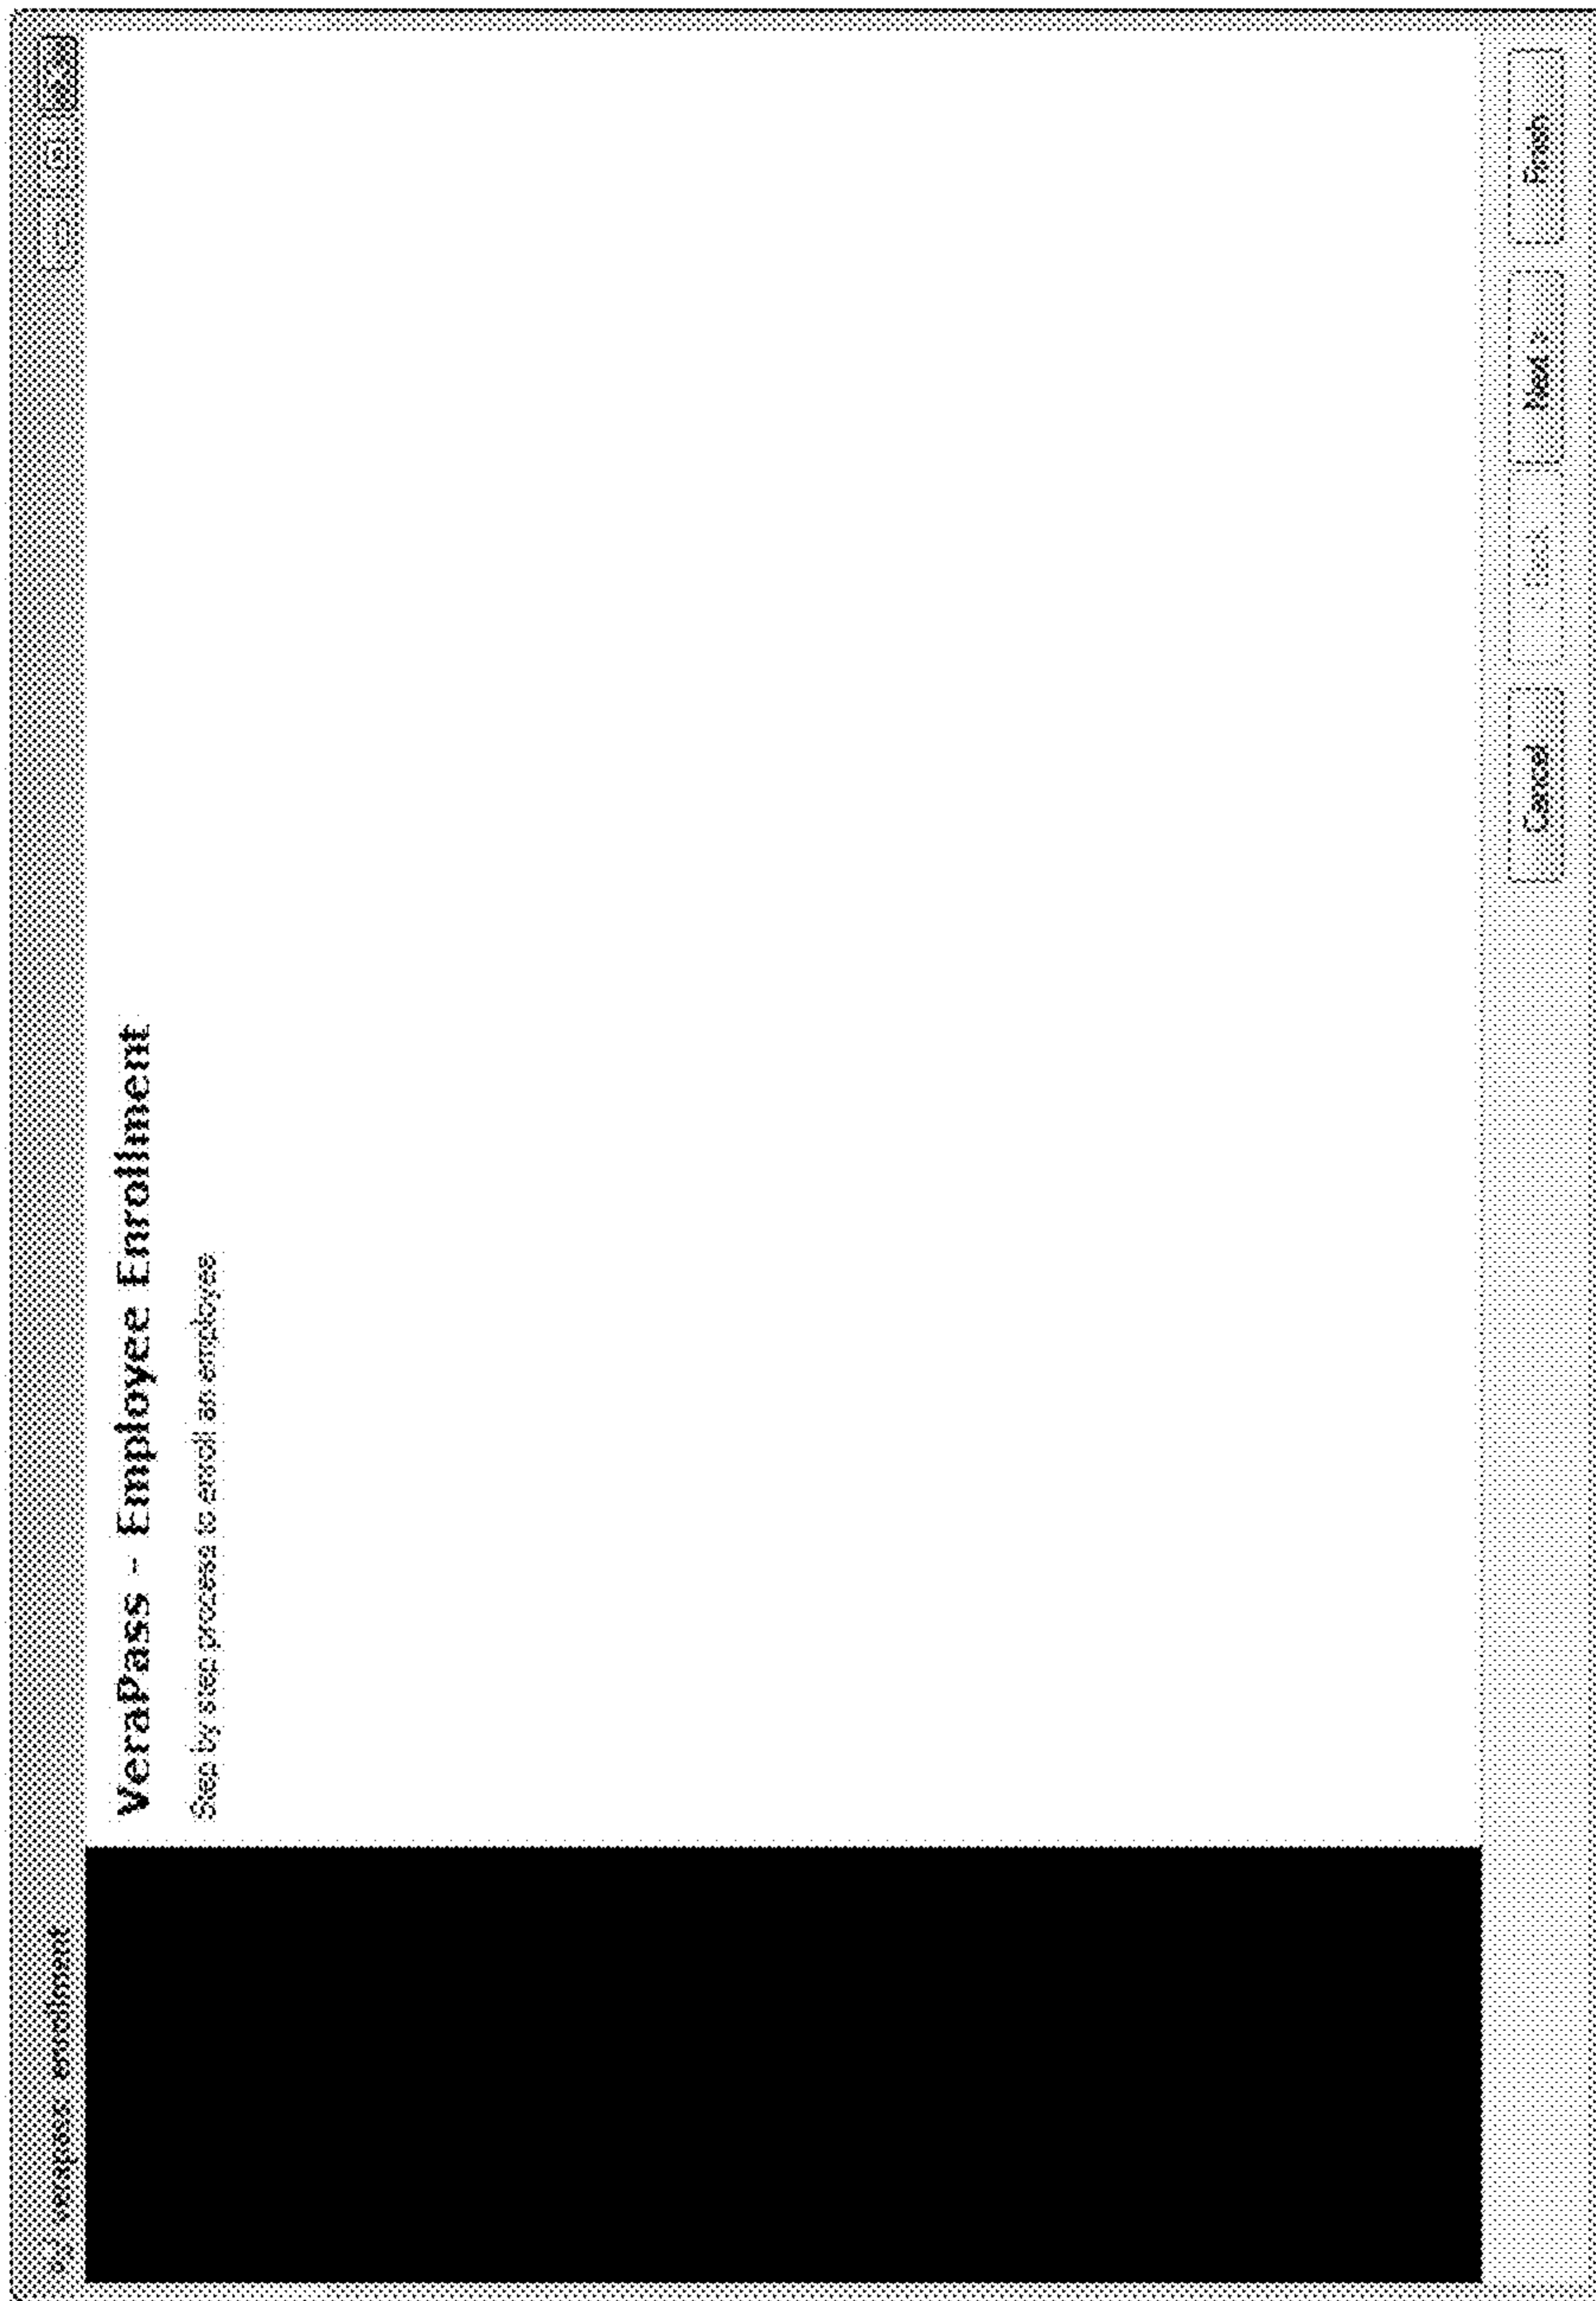 verapass enrollment
VeraPass - Employee Enrollment
Step by step process to enroll an employee
Cancel
Next >
Finish